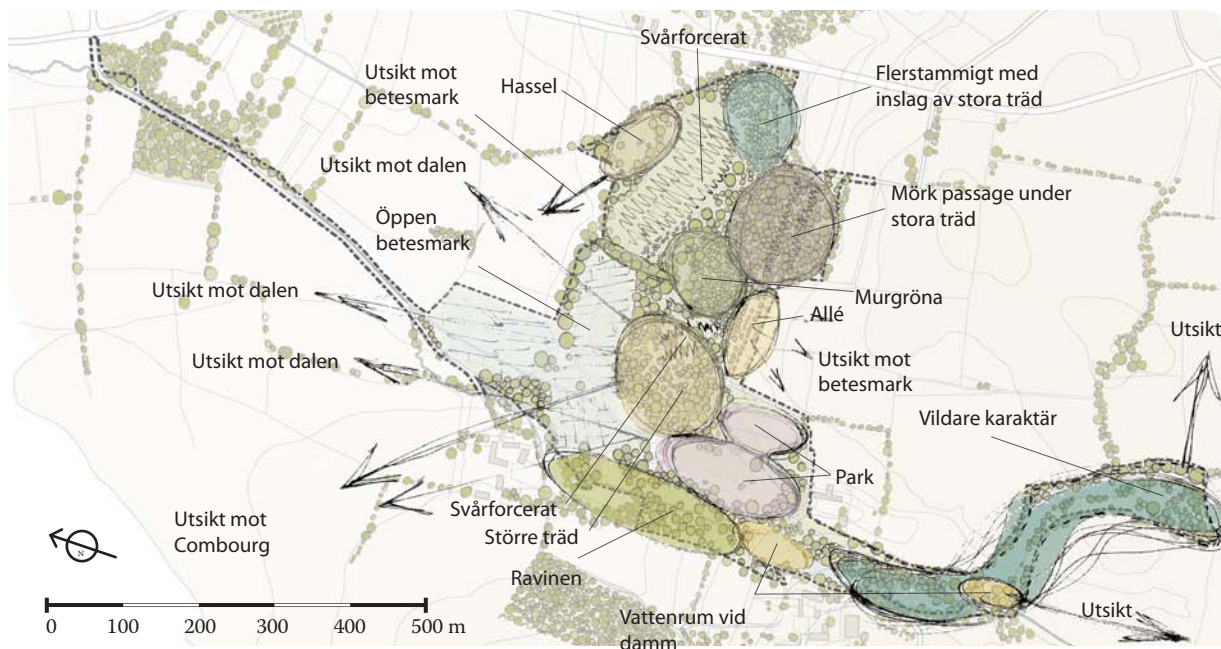 Svårforcerat
Utsikt mot
betesmark
Hassel
Flerstammigt med
inslag av stora träd
Utsikt mot dalen
Öppen
betesmark
Mörk passage under
stora träd
Utsikt mot dalen
Murgröna
Allé
Utsikt mot dalen
Utsikt mot
betesmark
Utsikt
Vildare karaktär
Park
Svårforcerat
Större träd
Utsikt mot
Combourg
N
Ravinen
Vattenrum vid
damm
Utsikt
0 100 200 300 400 500 m